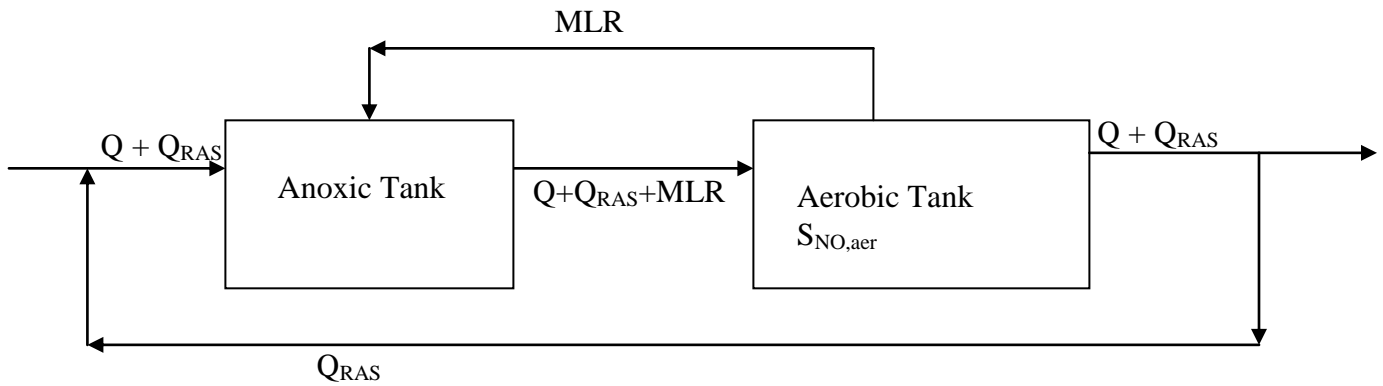 MLR
Q + Q_RAS
Q + Q_RAS
Anoxic Tank
Q+Q_RAS+MLR
Aerobic Tank
S_NO,aer
Q_RAS